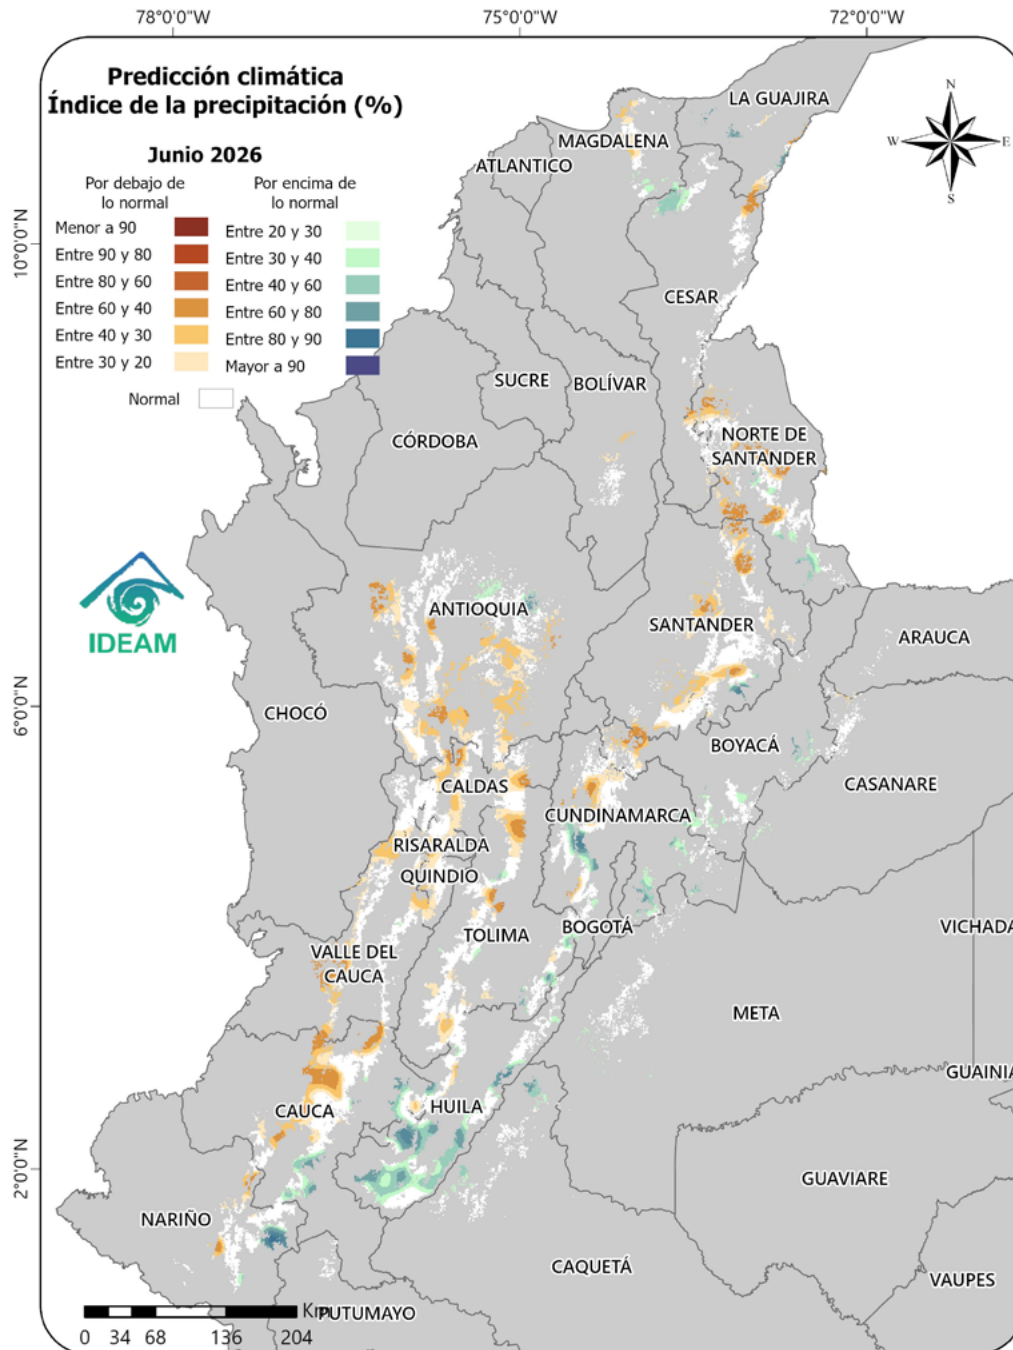 78°0'0"W
75°0'0"W
72°0'0"W
Predicción climática
Índice de la precipitación (%)
Junio 2026
Por debajo de
lo normal
Por encima de
lo normal
Menor a 90
Entre 90 y 80
Entre 80 y 60
Entre 60 y 40
Entre 40 y 30
Entre 30 y 20
Entre 20 y 30
Entre 30 y 40
Entre 40 y 60
Entre 60 y 80
Entre 80 y 90
Mayor a 90
Normal
N
W
E
S
10°0'0"N
6°0'0"N
2°0'0"N
LA GUAJIRA
MAGDALENA
ATLANTICO
CESAR
SUCRE
BOLÍVAR
CÓRDOBA
NORTE DE
SANTANDER
IDEAM
ANTIOQUIA
SANTANDER
ARAUCA
CHOCÓ
BOYACÁ
CALDAS
CASANARE
CUNDINAMARCA
RISARALDA
QUINDIO
TOLIMA
BOGOTÁ
VICHADA
VALLE DEL
CAUCA
META
GUAINIA
CAUCA
HUILA
GUAVIARE
NARIÑO
CAQUETÁ
VAUPES
PUTUMAYO
Km
0 34 68 136 204